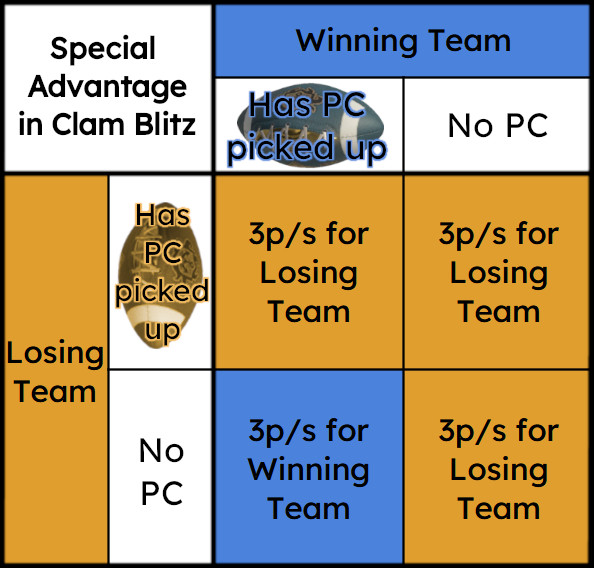 Special
Advantage
in Clam Blitz
Winning Team
Has PC
picked up
No PC
Losing
Team
Has
PC
picked
up
3p/s for
Losing
Team
3p/s for
Losing
Team
No
PC
3p/s for
Winning
Team
3p/s for
Losing
Team